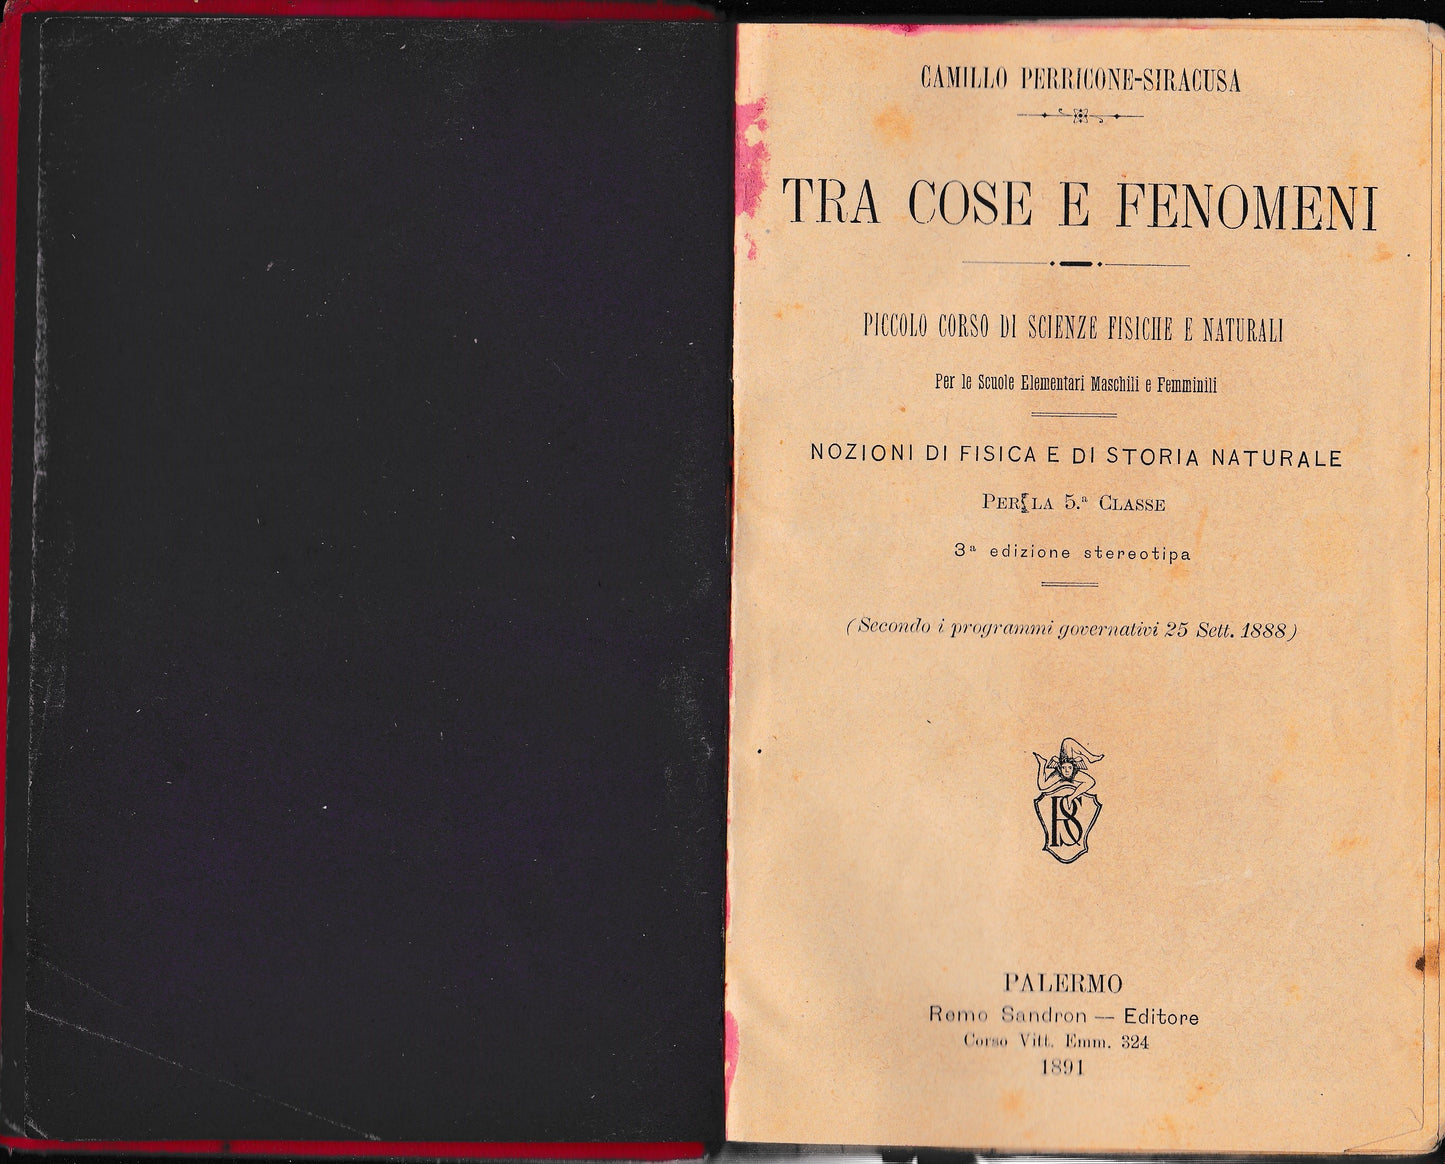 CAMILLO PERRICONE-SIRACUSA
TRA COSE E FENOMENI
PICCOLO CORSO DI SCIENZE FISICHE E NATURALI
Per le Scuole Elementari Maschili e Femminili
NOZIONI DI FISICA E DI STORIA NATURALE
PER LA 5.ª CLASSE
3ª edizione stereotipa
(Secondo i programmi governativi 25 Sett. 1888)
RS
PALERMO
Remo Sandron — Editore
Corso Vitt. Emm. 324
1891